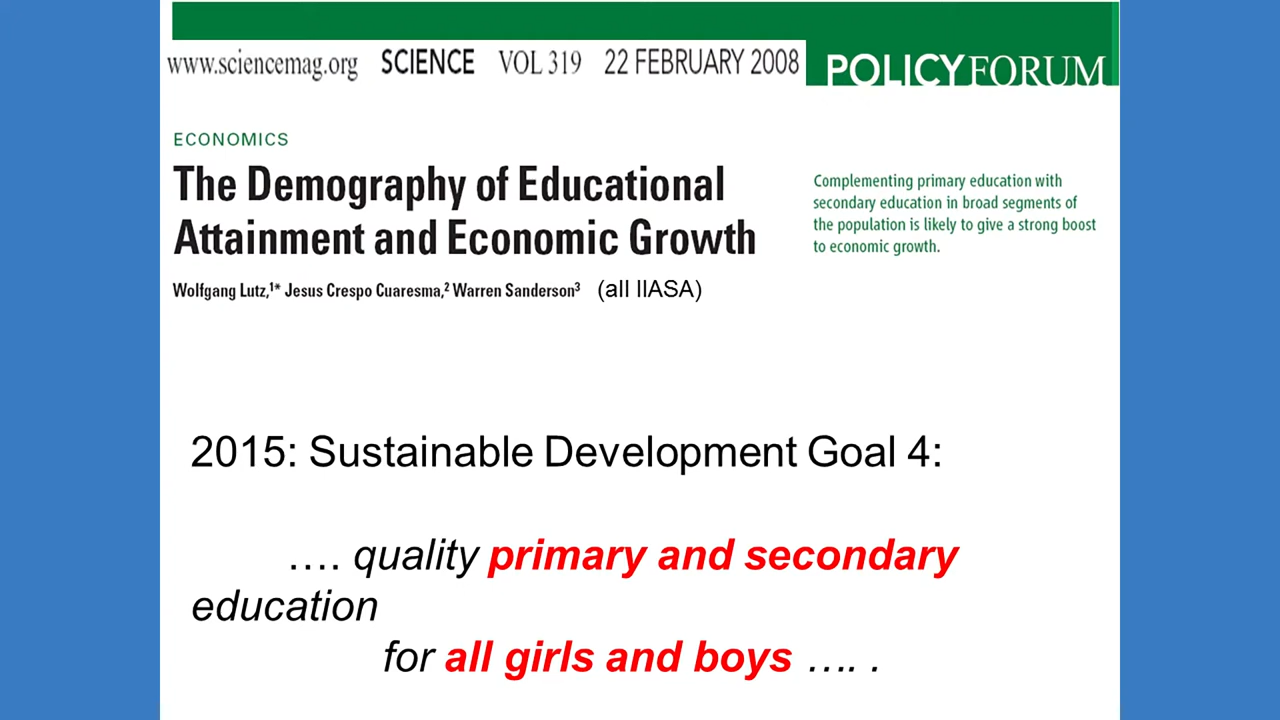 www.sciencemag.org SCIENCE VOL 319 22 FEBRUARY 2008 POLICYFORUM
ECONOMICS
The Demography of Educational
Attainment and Economic Growth
Wolfgang Lutz,¹* Jesus Crespo Cuaresma,² Warren Sanderson³ (all IIASA)
Complementing primary education with
secondary education in broad segments of
the population is likely to give a strong boost
to economic growth.
2015: Sustainable Development Goal 4:
…. quality primary and secondary
education
for all girls and boys …. .